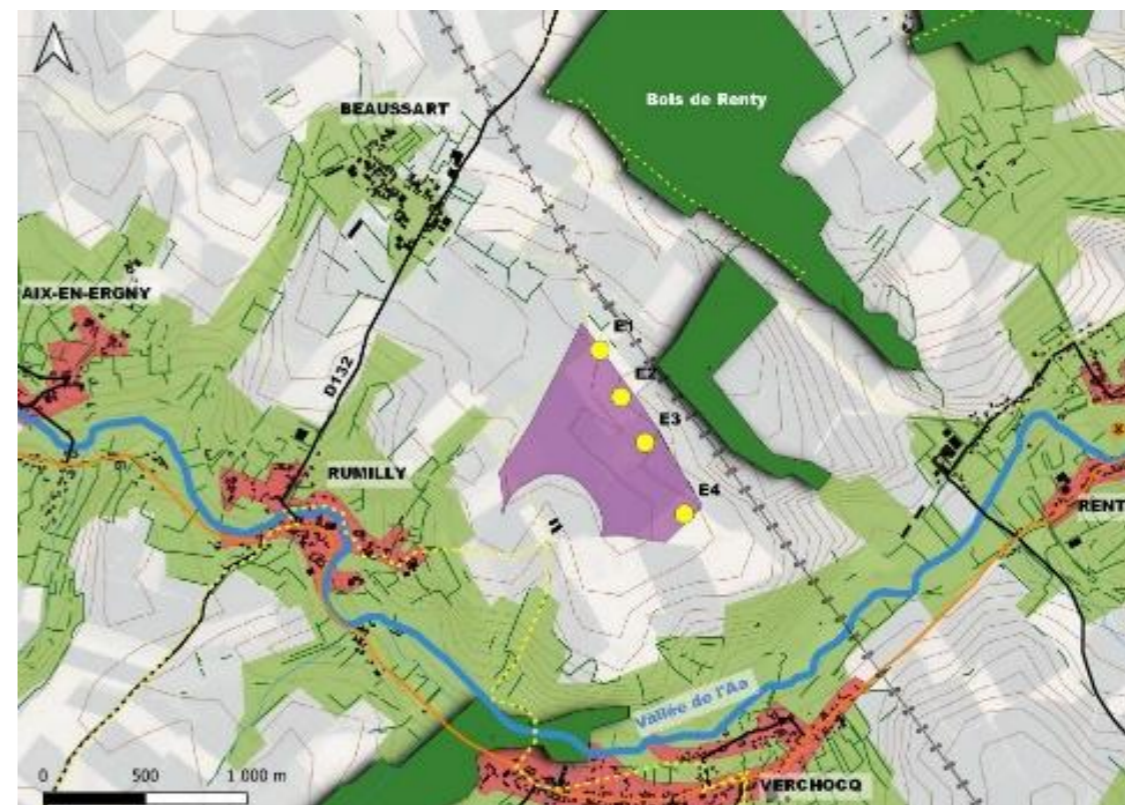 Bois de Renty
BEAUSSART
AIX-EN-ERGNY
E1
E2
D132
E3
RUMILLY
E4
RENT
Vallée de l'Aa
0 500 1 000 m
VERCHOCQ